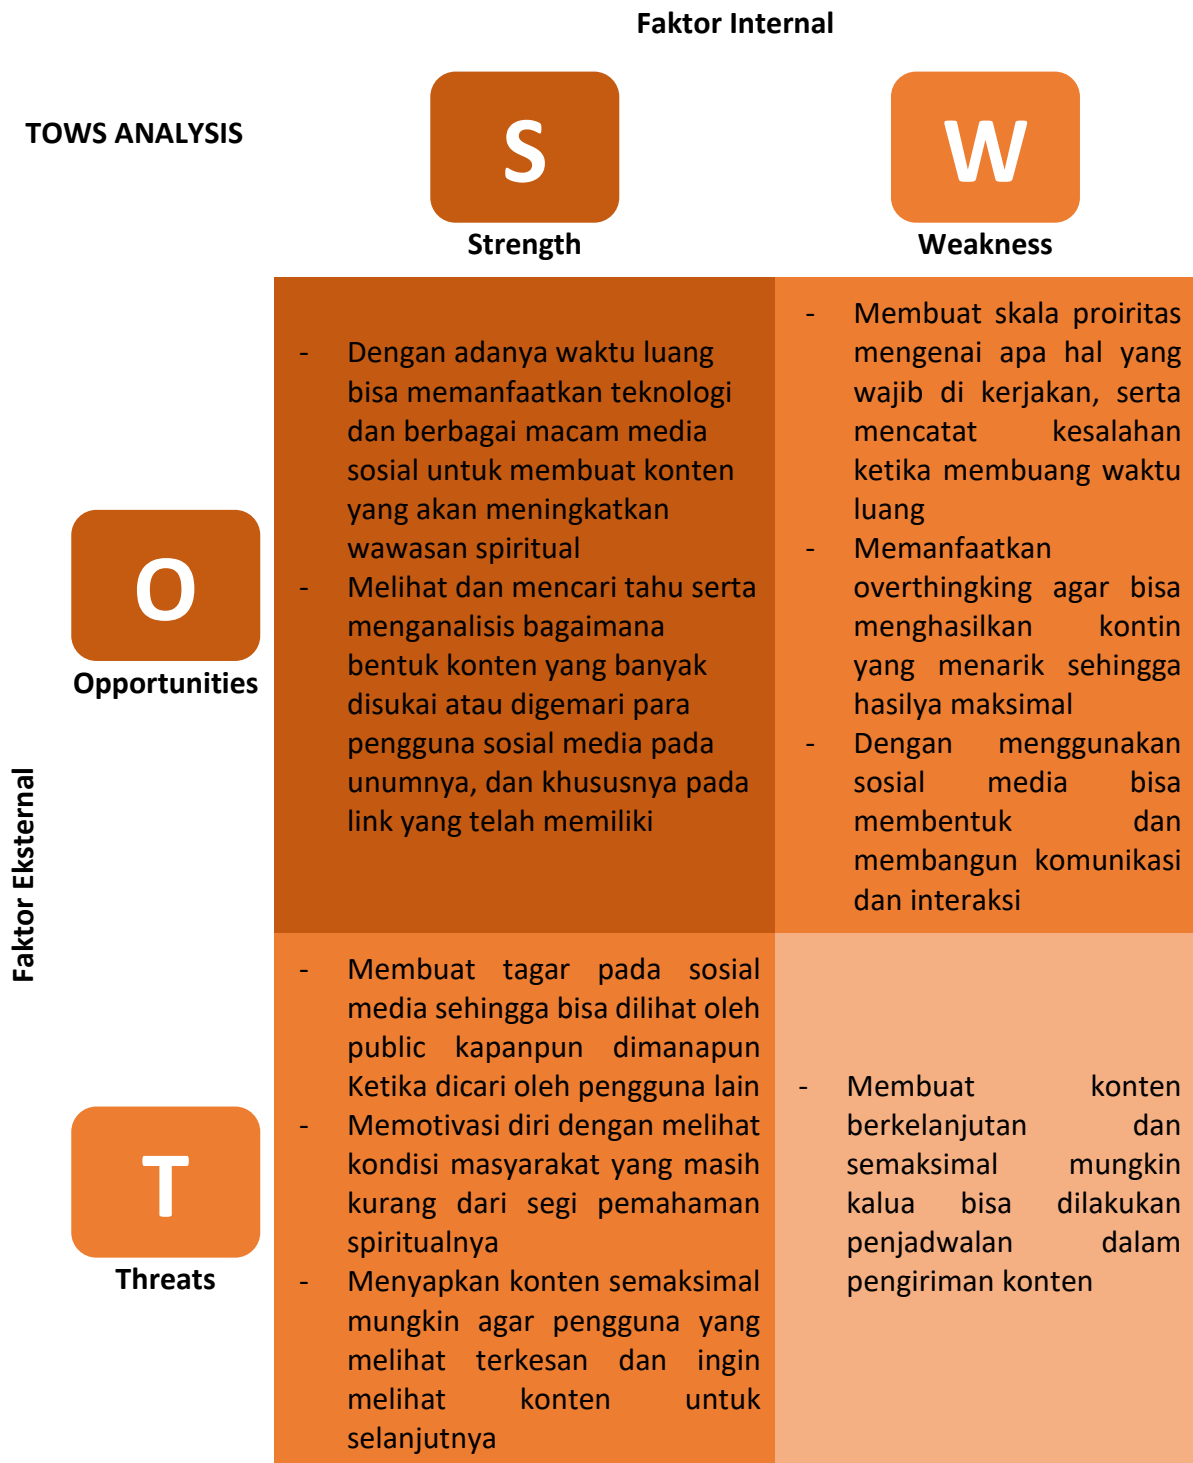 Faktor Internal
TOWS ANALYSIS
S
Strength
W
Weakness
Faktor Eksternal
O
Opportunities
- Dengan adanya waktu luang
bisa memanfaatkan teknologi
dan berbagai macam media
sosial untuk membuat konten
yang akan meningkatkan
wawasan spiritual
- Melihat dan mencari tahu serta
menganalisis bagaimana
bentuk konten yang banyak
disukai atau digemari para
pengguna sosial media pada
unumnya, dan khususnya pada
link yang telah memiliki
- Membuat skala proiritas
mengenai apa hal yang
wajib di kerjakan, serta
mencatat kesalahan
ketika membuang waktu
luang
- Memanfaatkan
overthingking agar bisa
menghasilkan kontin
yang menarik sehingga
hasilya maksimal
- Dengan menggunakan
sosial media bisa
membentuk dan
membangun komunikasi
dan interaksi
T
Threats
- Membuat tagar pada sosial
media sehingga bisa dilihat oleh
public kapanpun dimanapun
Ketika dicari oleh pengguna lain
- Memotivasi diri dengan melihat
kondisi masyarakat yang masih
kurang dari segi pemahaman
spiritualnya
- Menyapkan konten semaksimal
mungkin agar pengguna yang
melihat terkesan dan ingin
melihat konten untuk
selanjutnya
- Membuat konten
berkelanjutan dan
semaksimal mungkin
kalua bisa dilakukan
penjadwalan dalam
pengiriman konten